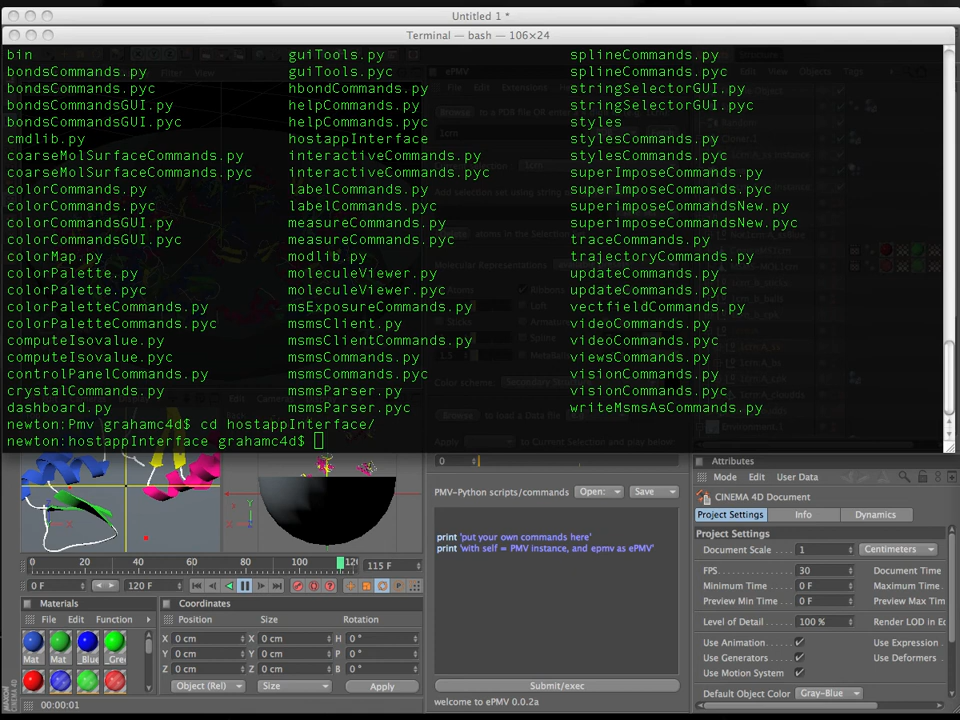 Untitled 1 *
Terminal — bash — 106×24
bin guiTools.py splineCommands.py
bondsCommands.py guiTools.pyc splineCommands.pyc
bondsCommands.pyc hbondCommands.py stringSelectorGUI.py
bondsCommandsGUI.py helpCommands.py stringSelectorGUI.pyc
bondsCommandsGUI.pyc helpCommands.pyc styles
cmdlib.py hostappInterface stylesCommands.py
coarseMolSurfaceCommands.py interactiveCommands.py stylesCommands.pyc
coarseMolSurfaceCommands.pyc interactiveCommands.pyc superImposeCommands.py
colorCommands.py labelCommands.py superImposeCommands.pyc
colorCommands.pyc labelCommands.pyc superimposeCommandsNew.py
colorCommandsGUI.py measureCommands.py superimposeCommandsNew.pyc
colorCommandsGUI.pyc measureCommands.pyc traceCommands.py
colorMap.py modlib.py trajectoryCommands.py
colorPalette.py moleculeViewer.py updateCommands.py
colorPalette.pyc moleculeViewer.pyc updateCommands.pyc
colorPaletteCommands.py msExposureCommands.py vectfieldCommands.py
colorPaletteCommands.pyc msmsClient.py videoCommands.py
computeIsovalue.py msmsClientCommands.py videoCommands.pyc
computeIsovalue.pyc msmsCommands.py viewsCommands.py
controlPanelCommands.py msmsCommands.pyc visionCommands.py
crystalCommands.py msmsParser.py visionCommands.pyc
dashboard.py msmsParser.pyc writeMsmsAsCommands.py
newton:Pmv grahamc4d$ cd hostappInterface/
newton:hostappInterface grahamc4d$
0
PMV-Python scripts/commands Open: Save
print 'put your own commands here'
print 'with self = PMV instance, and epmv as ePMV'
Submit/exec
welcome to ePMV 0.0.2a
0 20 40 60 80 100 120 115 F
0 F 120 F
Materials
File Edit Function
Mat Mat _Blue _Gree
Coordinates
Position Size Rotation
X 0 cm X 0 cm H 0 °
Y 0 cm Y 0 cm P 0 °
Z 0 cm Z 0 cm B 0 °
Object (Rel) Size Apply
00:00:01
MAXON CINEMA 4D
Attributes
Mode Edit User Data
CINEMA 4D Document
Project Settings Info Dynamics
Project Settings
Document Scale 1 Centimeters
FPS 30 Document Time
Minimum Time 0 F Maximum Time
Preview Min Time 0 F Preview Max Tim
Level of Detail 100 % Render LOD in Ed
Use Animation Use Expression
Use Generators Use Deformers
Use Motion System
Default Object Color Gray-Blue